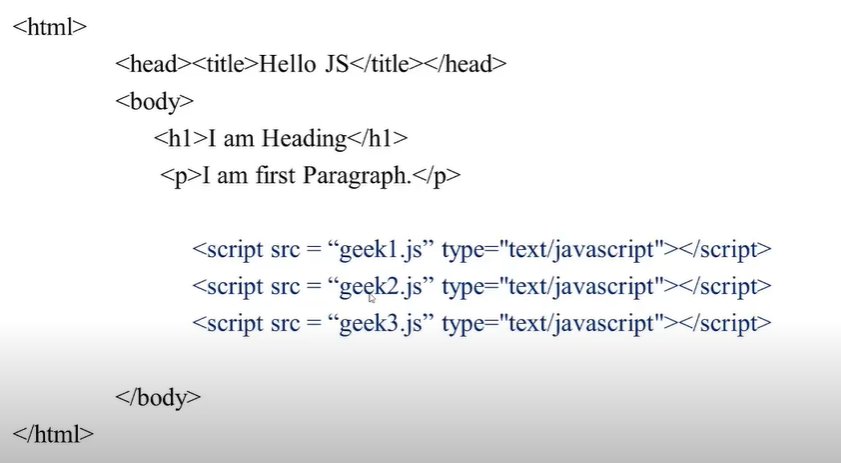 <html>
<head><title>Hello JS</title></head>
<body>
<h1>I am Heading</h1>
<p>I am first Paragraph.</p>
<script src = “geek1.js” type="text/javascript"></script>
<script src = “geek2.js” type="text/javascript"></script>
<script src = “geek3.js” type="text/javascript"></script>
</body>
</html>